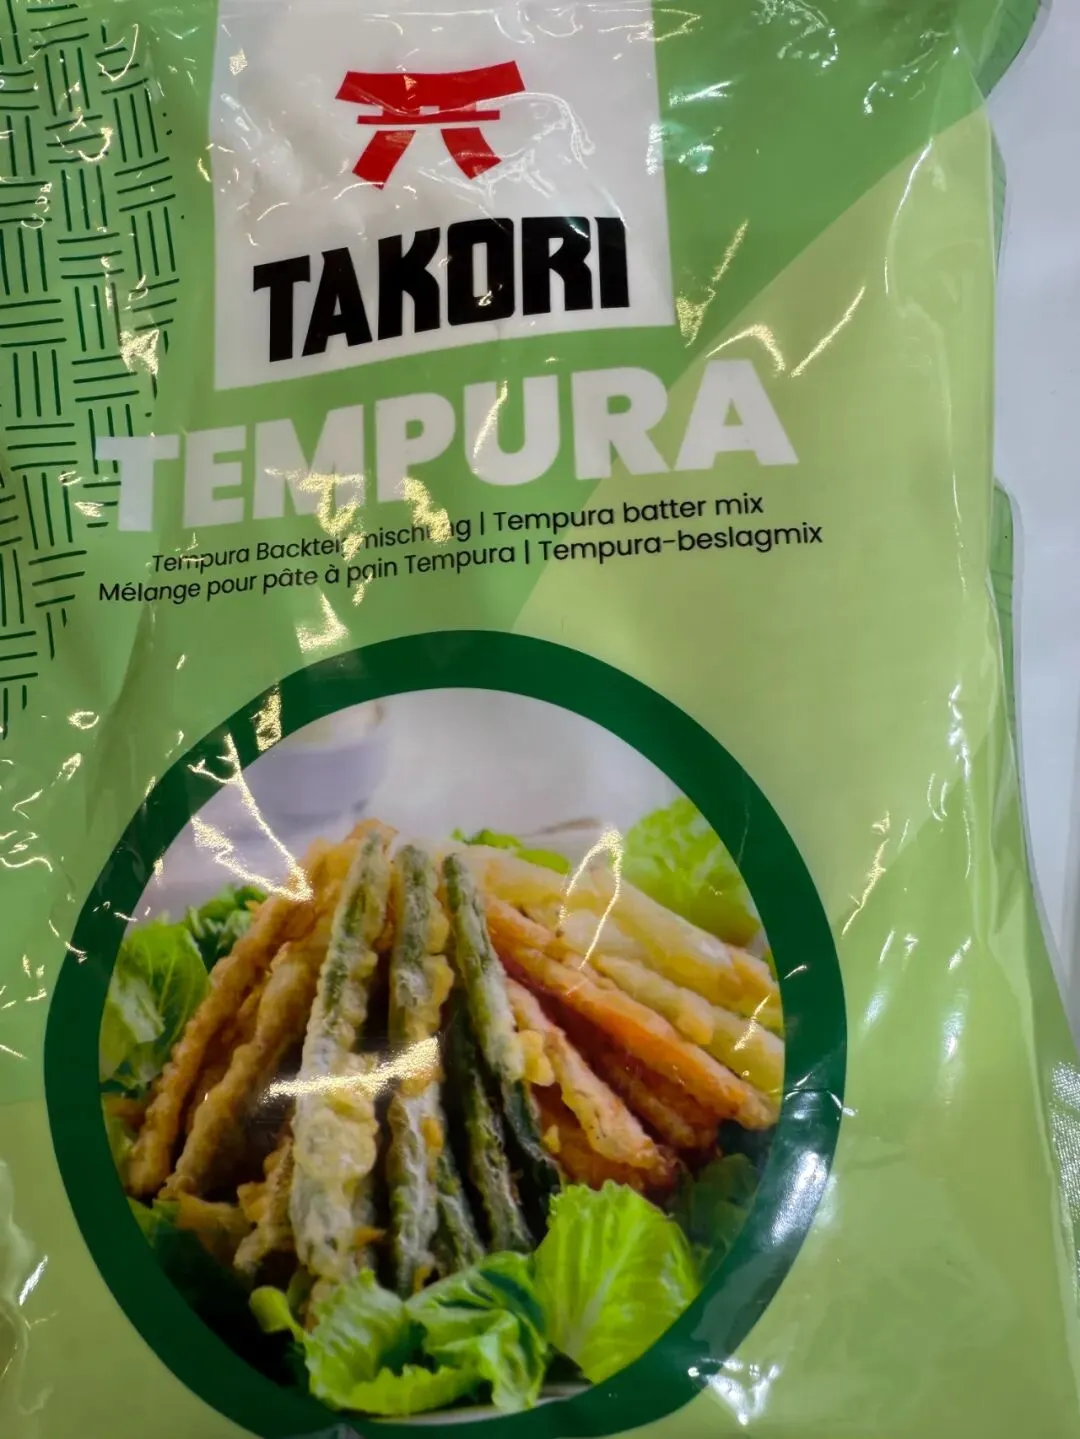 TAKORI
TEMPURA
Tempura | Tempura batter mix
Mélange pour pâte à pain Tempura | Tempura-beslagmix